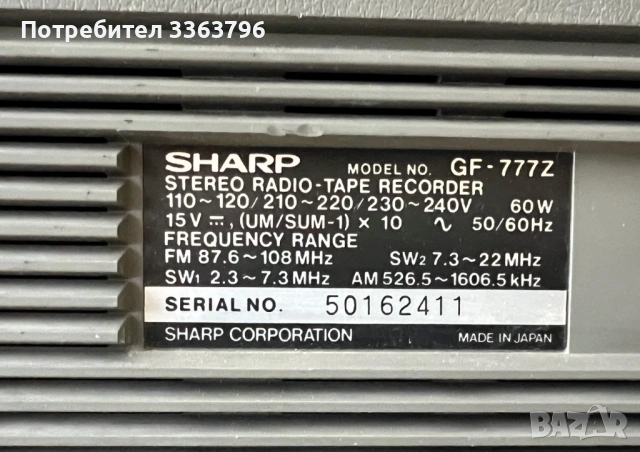 Потребител 3363796
SHARP MODEL NO. GF-777Z
STEREO RADIO-TAPE RECORDER
110~120/210~220/230~240V 60W
15V ⎓, (UM/SUM-1) × 10 ∿ 50/60Hz
FREQUENCY RANGE
FM 87.6~108MHz SW2 7.3~22MHz
SW1 2.3~7.3MHz AM 526.5~1606.5kHz
SERIAL NO. 50162411
SHARP CORPORATION MADE IN JAPAN
BAZAR